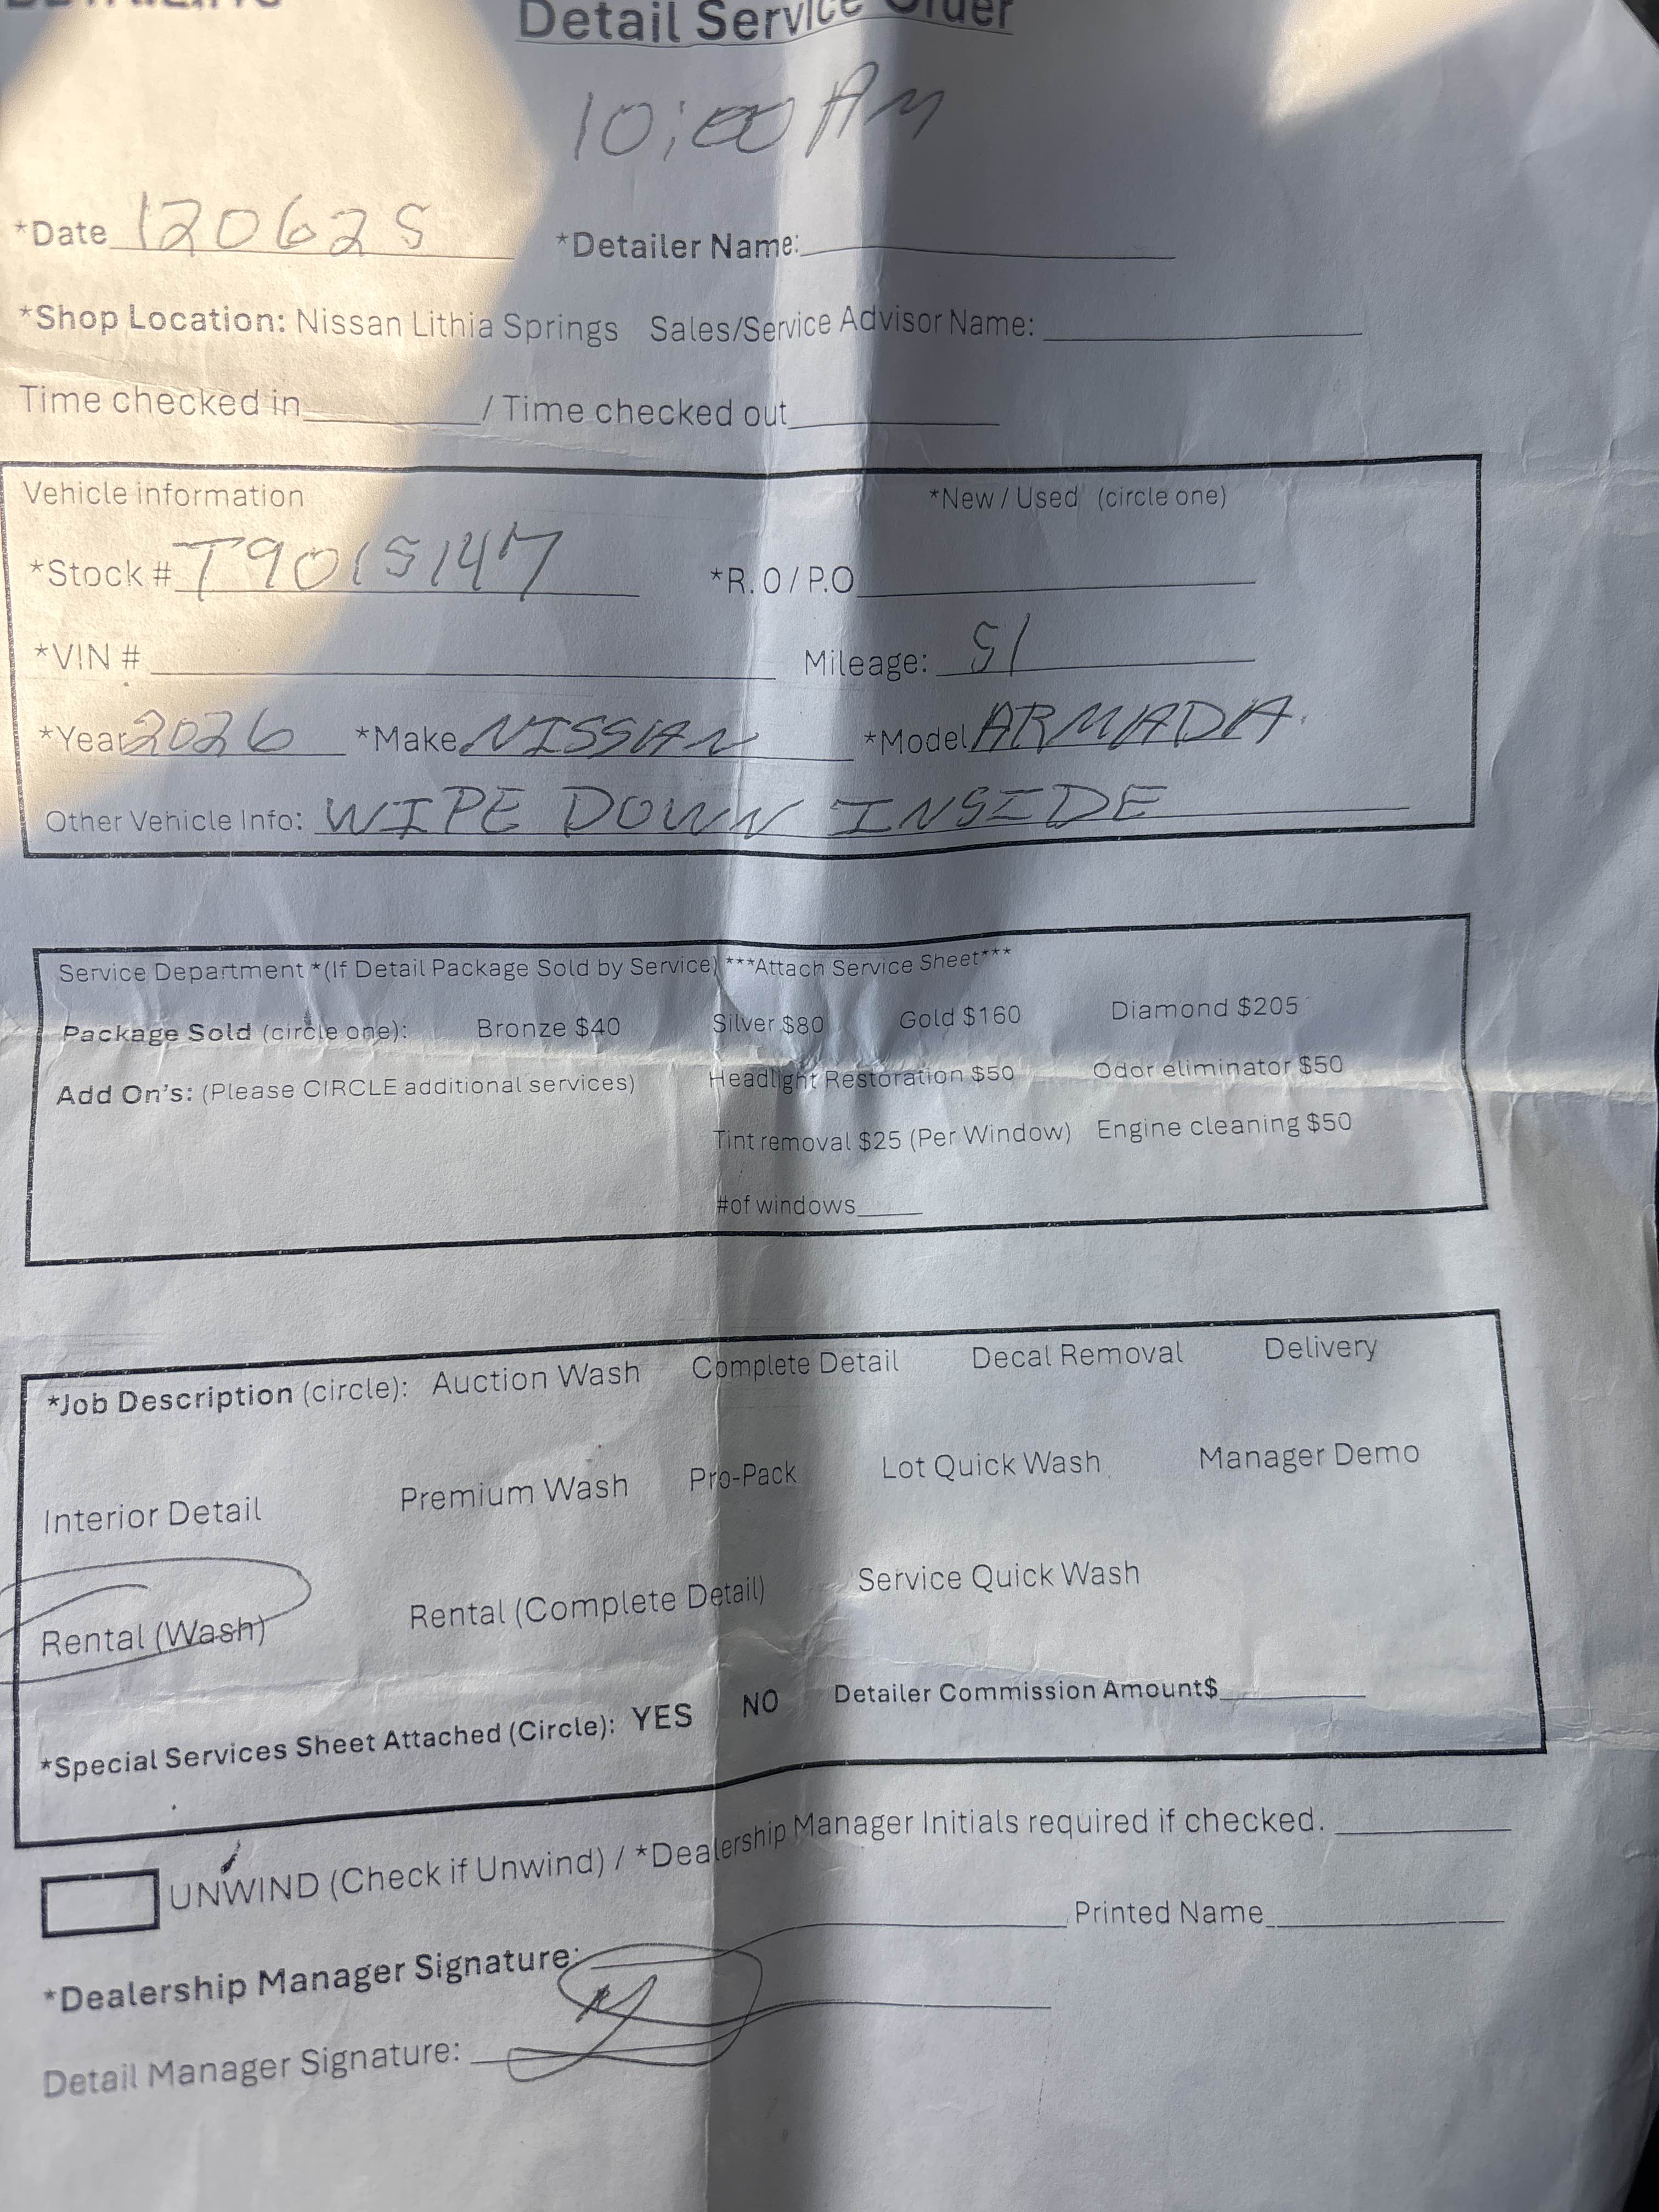 DETAILING
Detail Service Order
10:00 AM
*Date 120625 *Detailer Name:
*Shop Location: Nissan Lithia Springs Sales/Service Advisor Name:
Time checked in / Time checked out
Vehicle information *New / Used (circle one)
*Stock # T9015147 *R.O / P.O
*VIN # Mileage: 51
*Year 2026 *Make NISSAN *Model ARMADA
Other Vehicle Info: WIPE DOWN INSIDE
Service Department *(If Detail Package Sold by Service) ***Attach Service Sheet***
Package Sold (circle one): Bronze $40 Silver $80 Gold $160 Diamond $205
Add On's: (Please CIRCLE additional services) Headlight Restoration $50 Odor eliminator $50
Tint removal $25 (Per Window) Engine cleaning $50
#of windows
*Job Description (circle): Auction Wash Complete Detail Decal Removal Delivery
Interior Detail Premium Wash Pro-Pack Lot Quick Wash Manager Demo
Rental (Wash) Rental (Complete Detail) Service Quick Wash
*Special Services Sheet Attached (Circle): YES NO Detailer Commission Amount$
UNWIND (Check if Unwind) / *Dealership Manager Initials required if checked.
*Dealership Manager Signature: Printed Name
Detail Manager Signature: